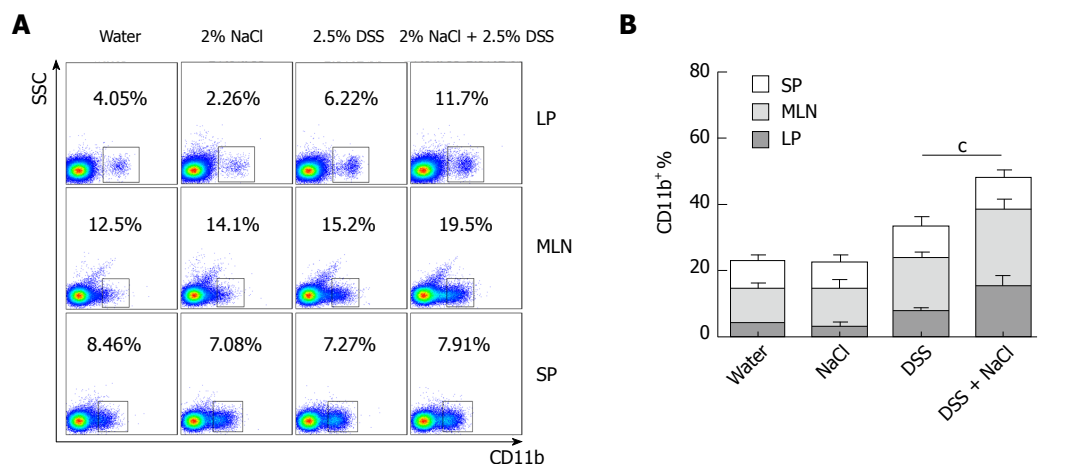 A
Water 2% NaCl 2.5% DSS 2% NaCl + 2.5% DSS
SSC
4.05% 2.26% 6.22% 11.7% LP
12.5% 14.1% 15.2% 19.5% MLN
8.46% 7.08% 7.27% 7.91% SP
CD11b
B
CD11b+ %
80
60
40
20
0
SP
MLN
LP
c
Water
NaCl
DSS
DSS + NaCl